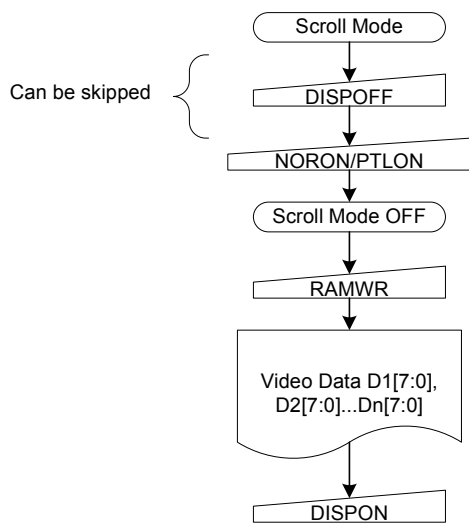 Scroll Mode
Can be skipped
DISPOFF
NORON/PTLON
Scroll Mode OFF
RAMWR
Video Data D1[7:0],
D2[7:0]...Dn[7:0]
DISPON